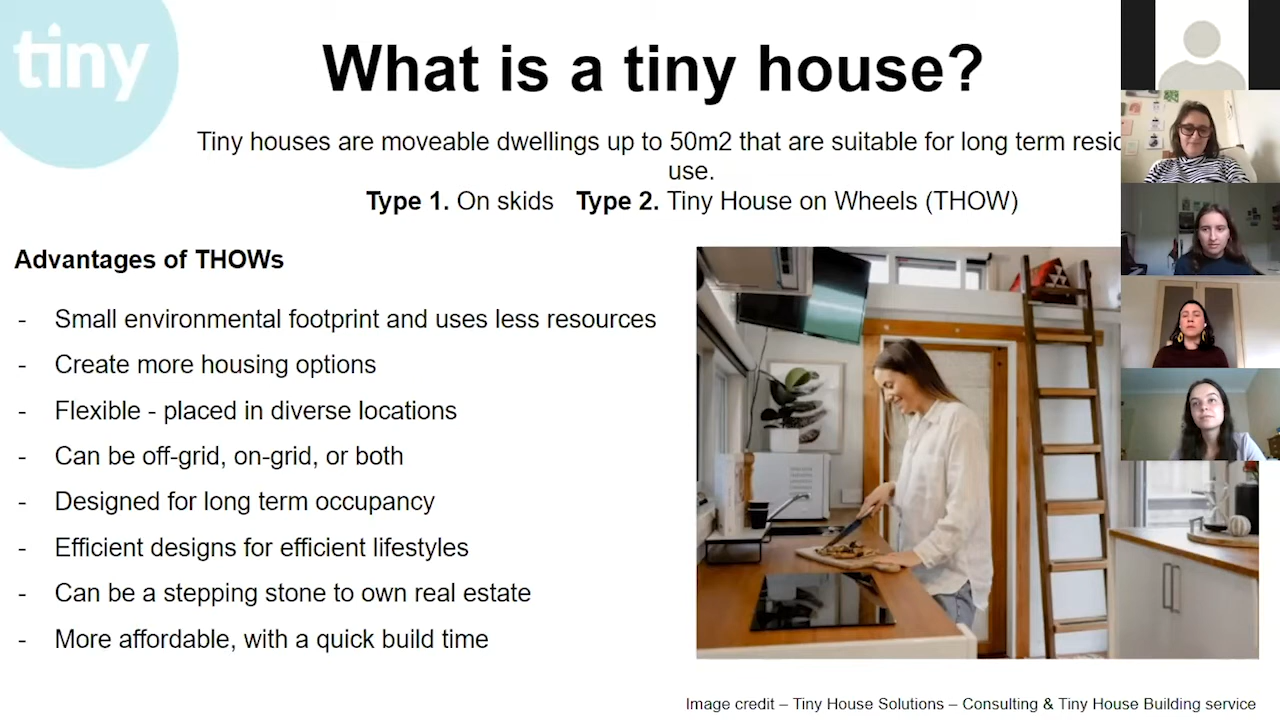 tiny
What is a tiny house?
Tiny houses are moveable dwellings up to 50m2 that are suitable for long term resic
use.
Type 1. On skids Type 2. Tiny House on Wheels (THOW)
Advantages of THOWs
- Small environmental footprint and uses less resources
- Create more housing options
- Flexible - placed in diverse locations
- Can be off-grid, on-grid, or both
- Designed for long term occupancy
- Efficient designs for efficient lifestyles
- Can be a stepping stone to own real estate
- More affordable, with a quick build time
Image credit – Tiny House Solutions – Consulting & Tiny House Building service